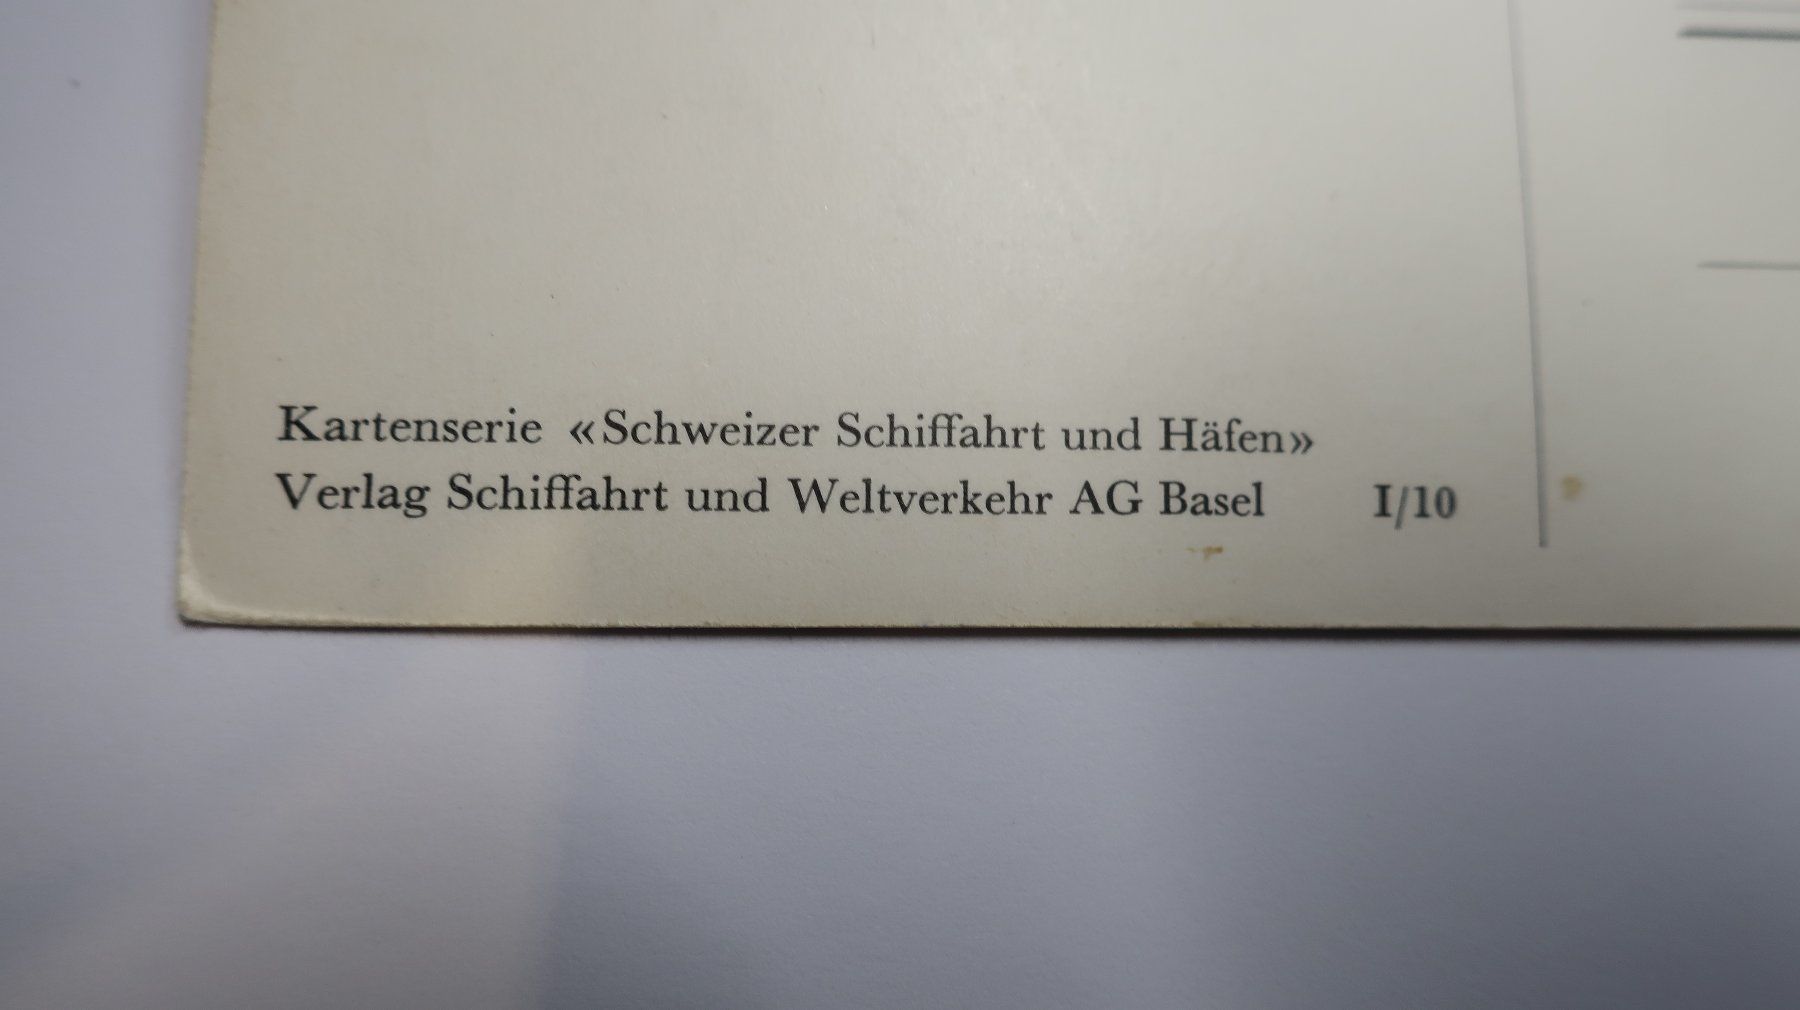 Kartenserie «Schweizer Schiffahrt und Häfen»
Verlag Schiffahrt und Weltverkehr AG Basel I/10